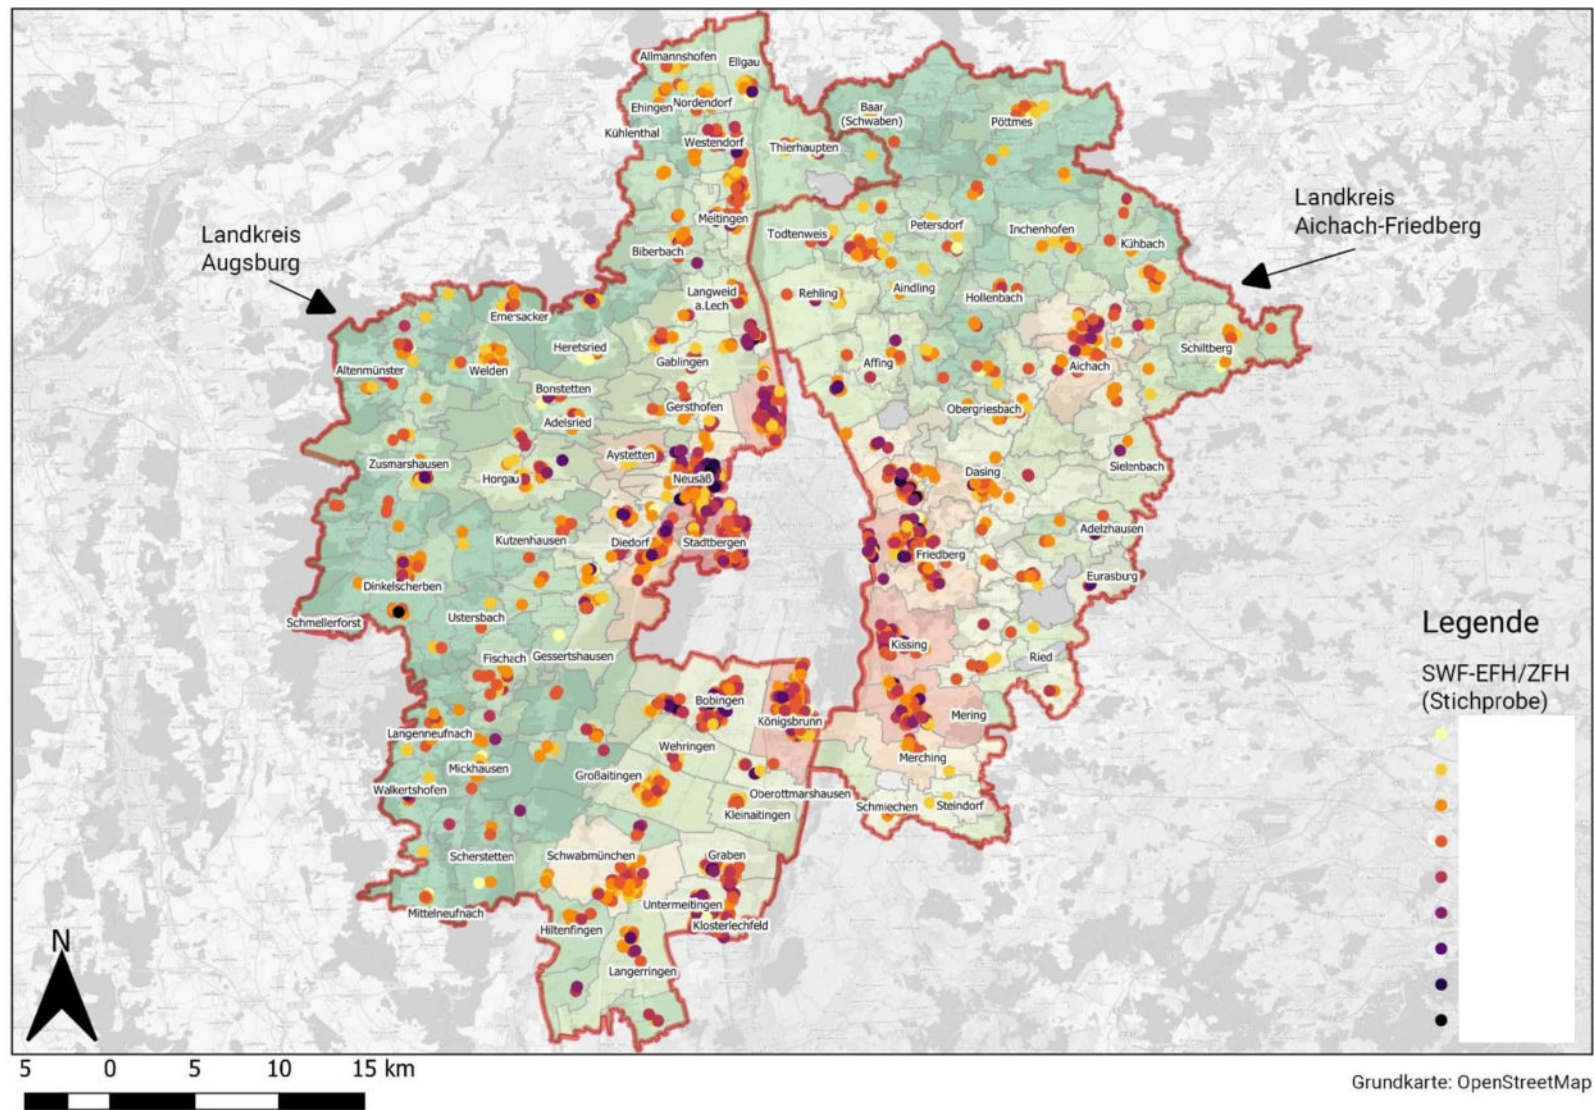 Allmannshofen
Ellgau
Ehingen
Nordendorf
Baar
(Schwaben)
Pöttmes
Kühlenthal
Westendorf
Thierhaupten
Landkreis
Augsburg
Landkreis
Aichach-Friedberg
Meitingen
Todtenweis
Petersdorf
Inchenhofen
Kühbach
Biberbach
Langweid
a.Lech
Rehling
Aindling
Hollenbach
Emersacker
Heretsried
Gablingen
Affing
Aichach
Schiltberg
Altenmünster
Welden
Bonstetten
Adelsried
Gersthofen
Obergriesbach
Zusmarshausen
Horgau
Aystetten
Neusäß
Dasing
Sielenbach
Kutzenhausen
Diedorf
Stadtbergen
Friedberg
Adelzhausen
Dinkelscherben
Eurasburg
Schmellerforst
Ustersbach
Fischach
Gessertshausen
Kissing
Ried
Legende
SWF-EFH/ZFH
(Stichprobe)
Bobingen
Königsbrunn
Mering
Langenneufnach
Wehringen
Merching
Mickhausen
Großaitingen
Walkertshofen
Oberottmarshausen
Kleinaitingen
Schmiechen
Steindorf
Scherstetten
Schwabmünchen
Graben
Mittelneufnach
Untermeitingen
Klosterlechfeld
Hiltenfingen
Langerringen
N
5 0 5 10 15 km
Grundkarte: OpenStreetMap